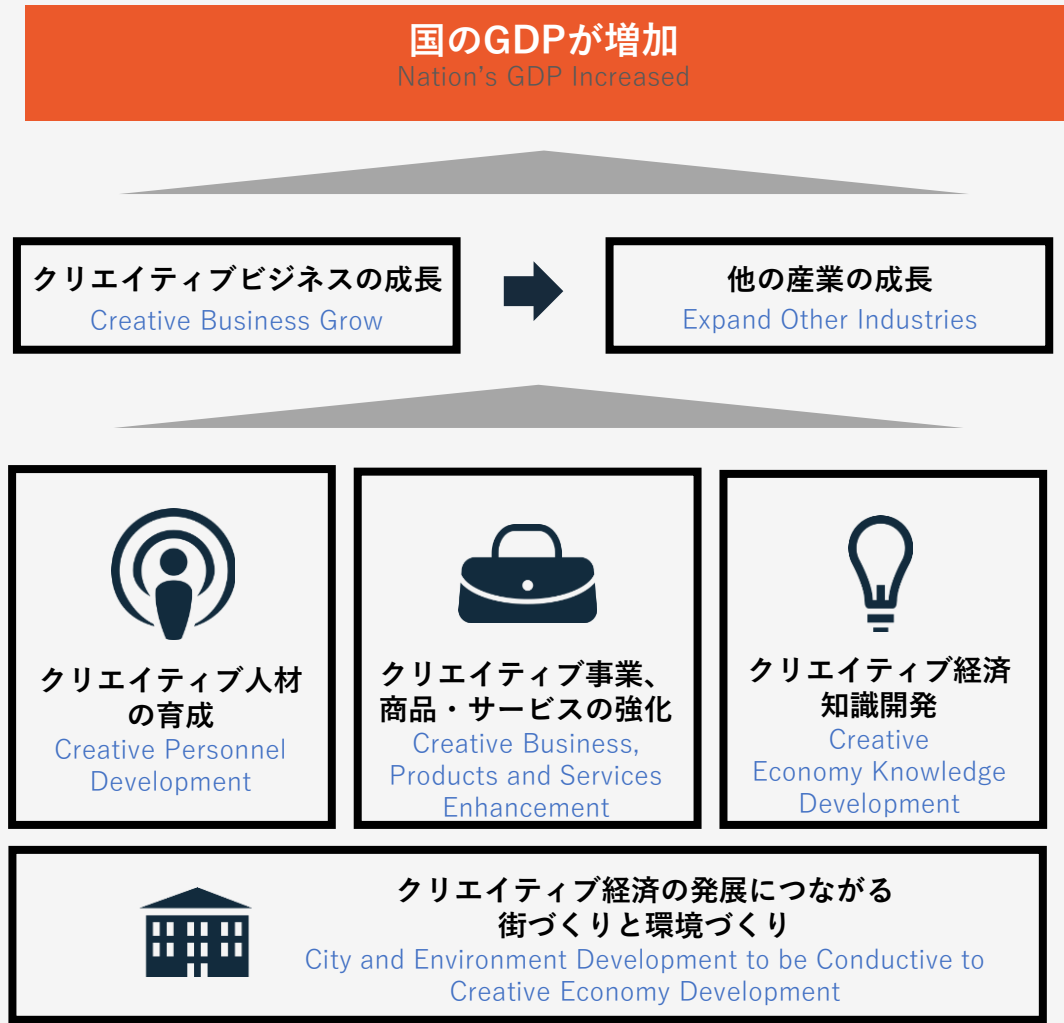 国のGDPが増加
Nation's GDP Increased
クリエイティブビジネスの成長
Creative Business Grow
他の産業の成長
Expand Other Industries
クリエイティブ人材
の育成
Creative Personnel
Development
クリエイティブ事業、
商品・サービスの強化
Creative Business,
Products and Services
Enhancement
クリエイティブ経済
知識開発
Creative
Economy Knowledge
Development
クリエイティブ経済の発展につながる
街づくりと環境づくり
City and Environment Development to be Conductive to
Creative Economy Development